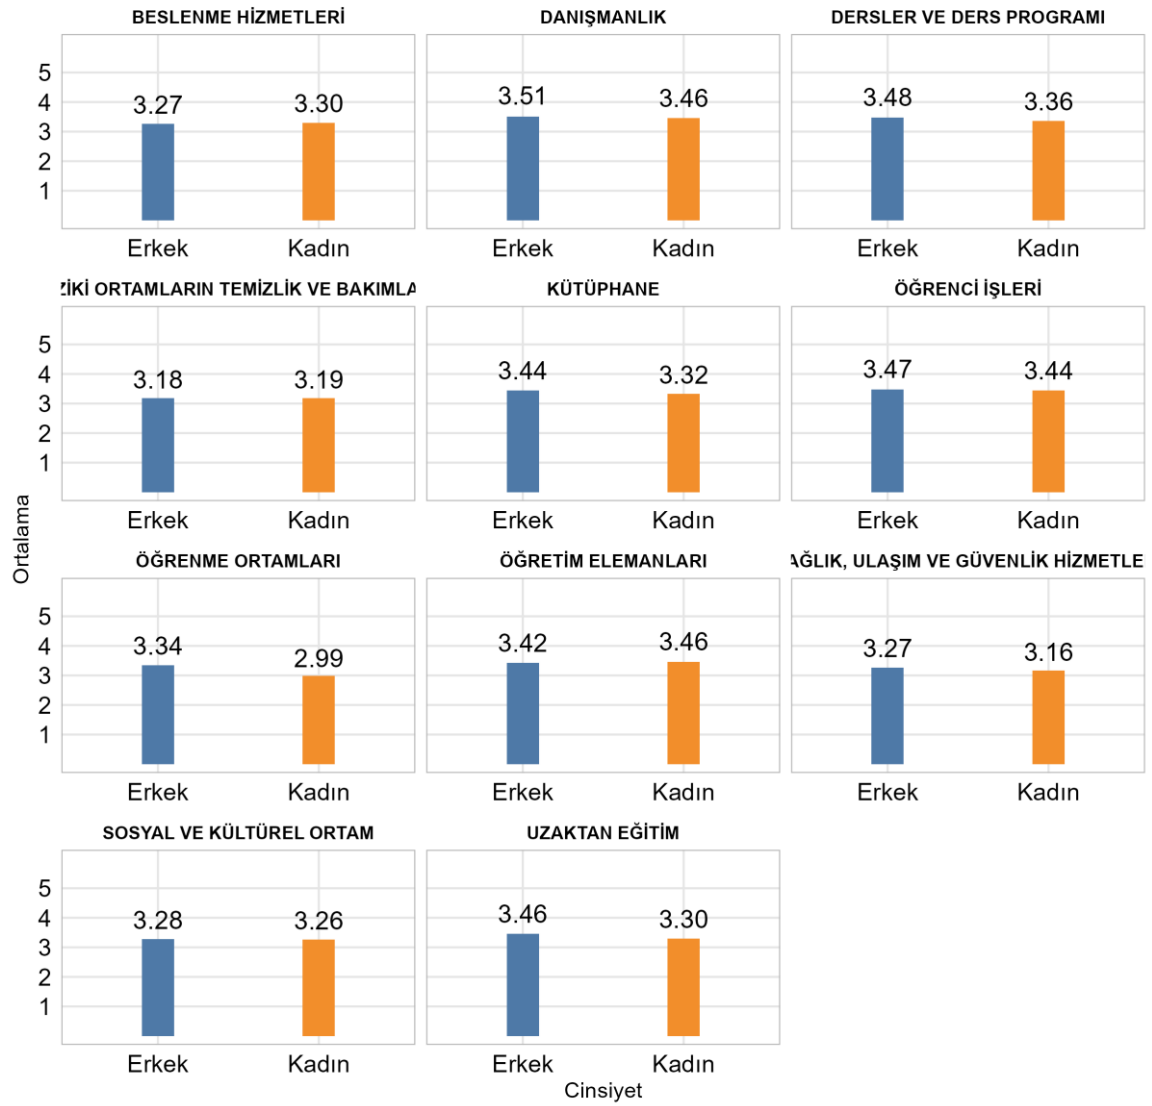 BESLENME HİZMETLERİ
DANIŞMANLIK
DERSLER VE DERS PROGRAMI
5
4
3
2
1
3.27
3.30
3.51
3.46
3.48
3.36
Erkek
Kadın
Erkek
Kadın
Erkek
Kadın
ZİKİ ORTAMLARIN TEMİZLİK VE BAKIMLA
KÜTÜPHANE
ÖĞRENCİ İŞLERİ
5
4
3
2
1
3.18
3.19
3.44
3.32
3.47
3.44
Erkek
Kadın
Erkek
Kadın
Erkek
Kadın
Ortalama
ÖĞRENME ORTAMLARI
ÖĞRETİM ELEMANLARI
AĞLIK, ULAŞIM VE GÜVENLİK HİZMETLE
5
4
3
2
1
3.34
2.99
3.42
3.46
3.27
3.16
Erkek
Kadın
Erkek
Kadın
Erkek
Kadın
SOSYAL VE KÜLTÜREL ORTAM
UZAKTAN EĞİTİM
5
4
3
2
1
3.28
3.26
3.46
3.30
Erkek
Kadın
Erkek
Kadın
Cinsiyet